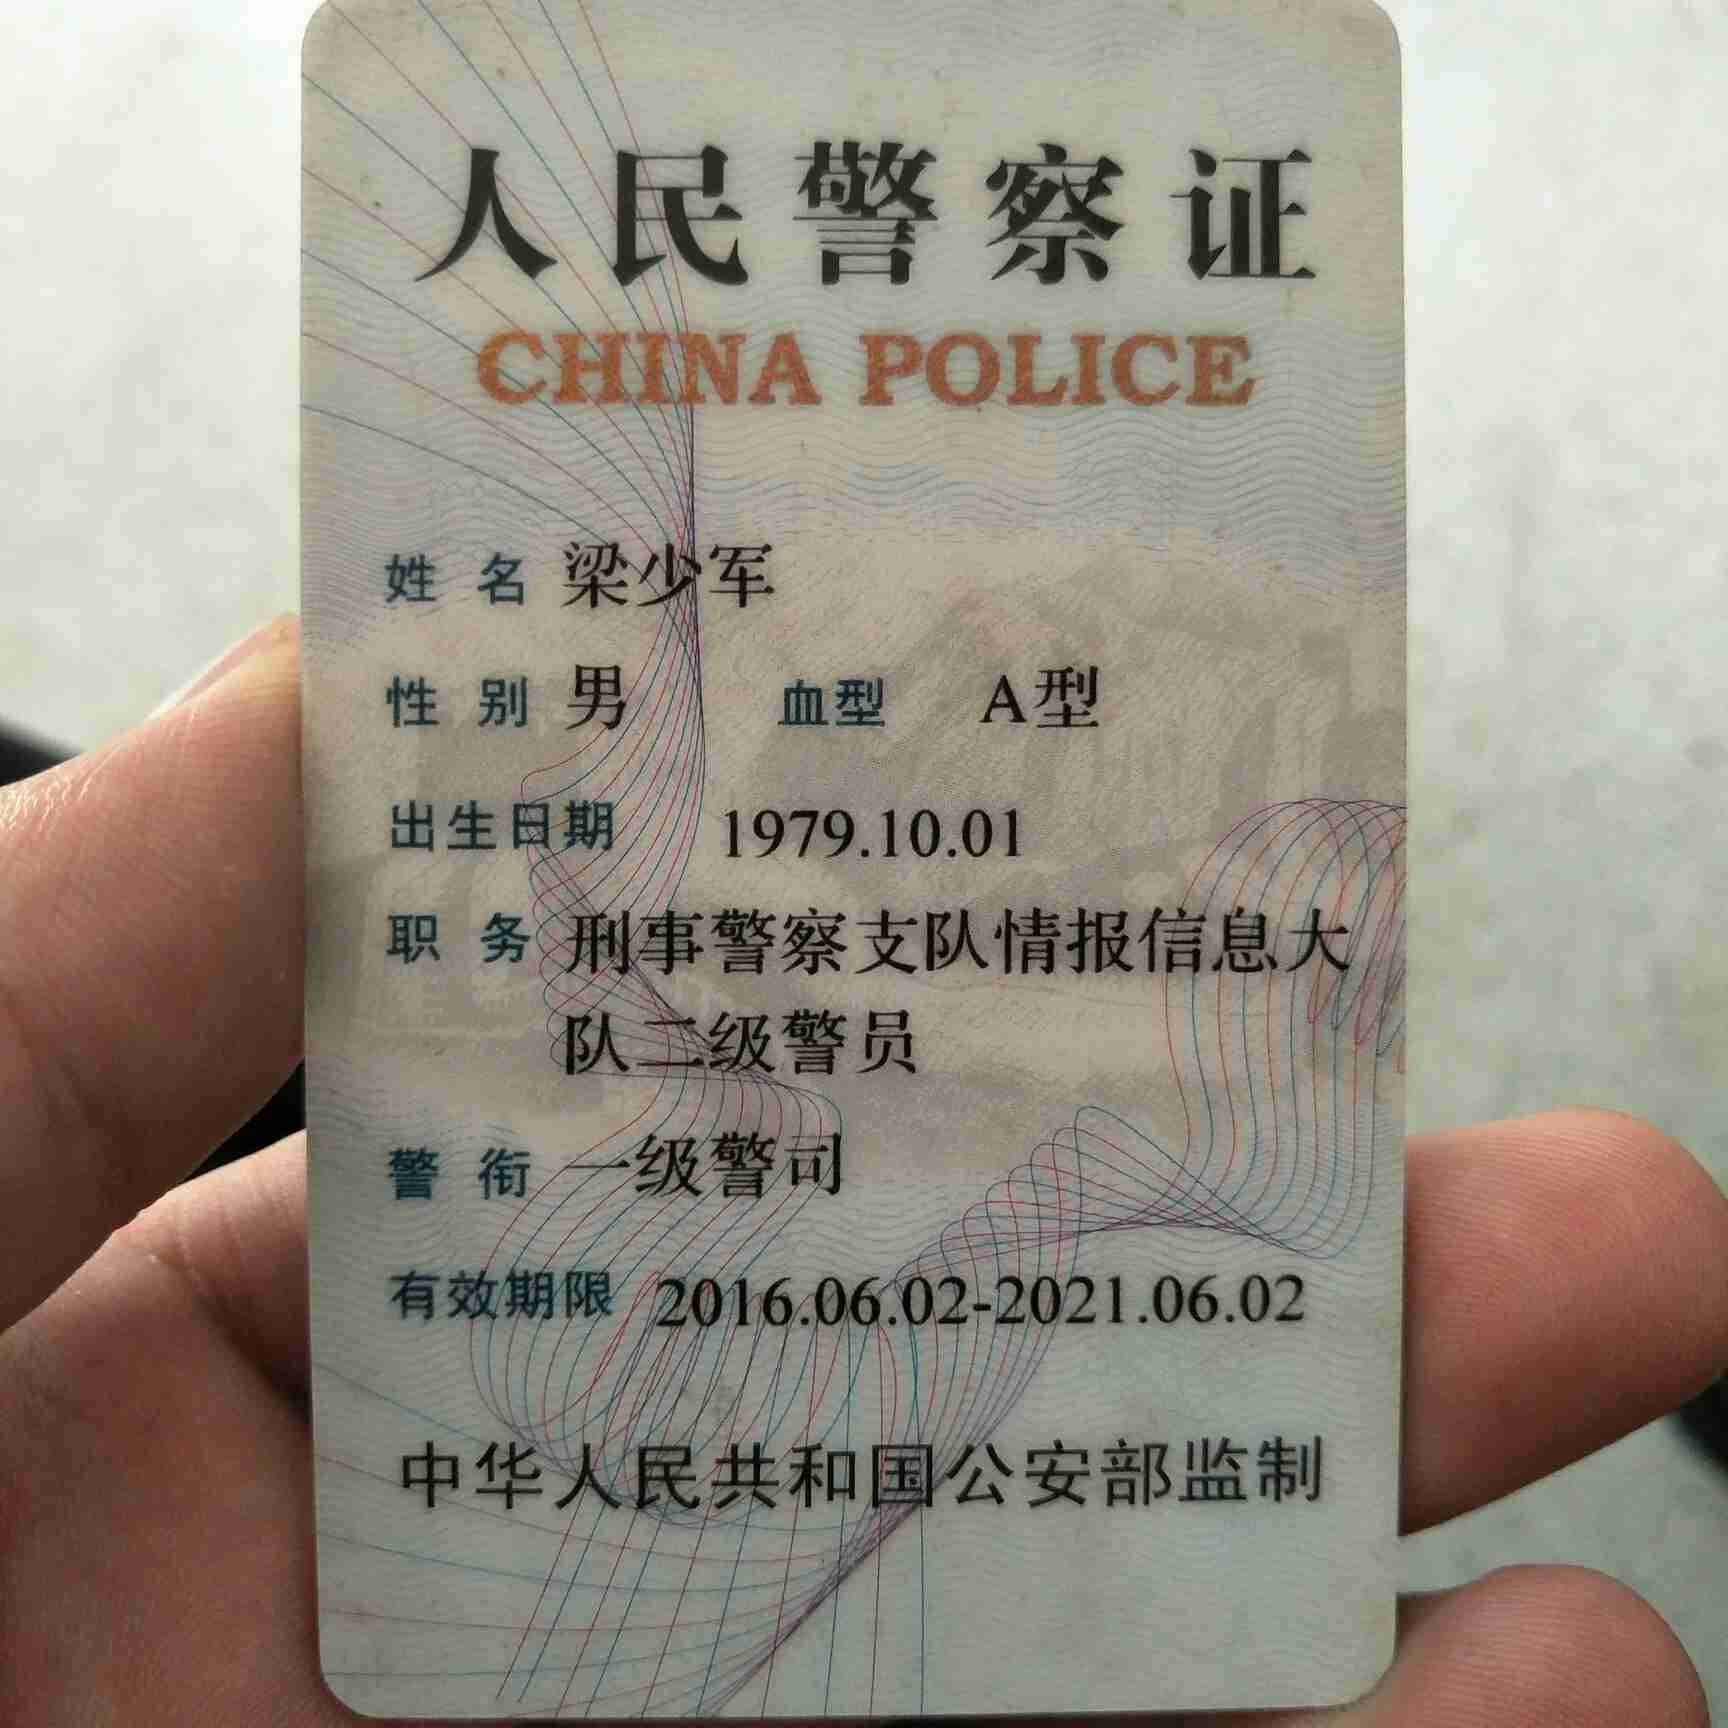 人民警察证
CHINA POLICE
姓 名 梁少军
性 别 男 血型 A型
出生日期 1979.10.01
职 务 刑事警察支队情报信息大
队二级警员
警 衔 一级警司
有效期限 2016.06.02-2021.06.02
中华人民共和国公安部监制